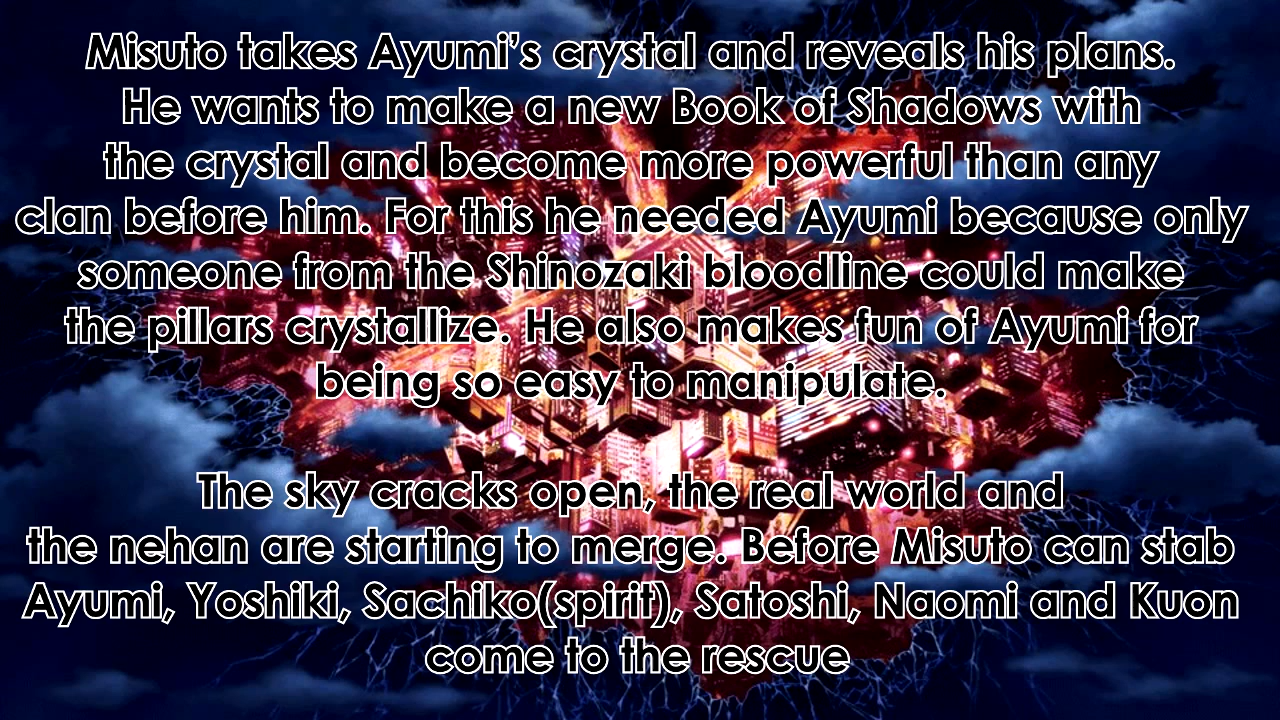 Misuto takes Ayumi’s crystal and reveals his plans.
He wants to make a new Book of Shadows with
the crystal and become more powerful than any
clan before him. For this he needed Ayumi because only
someone from the Shinozaki bloodline could make
the pillars crystallize. He also makes fun of Ayumi for
being so easy to manipulate.
The sky cracks open, the real world and
the nehan are starting to merge. Before Misuto can stab
Ayumi, Yoshiki, Sachiko(spirit), Satoshi, Naomi and Kuon
come to the rescue